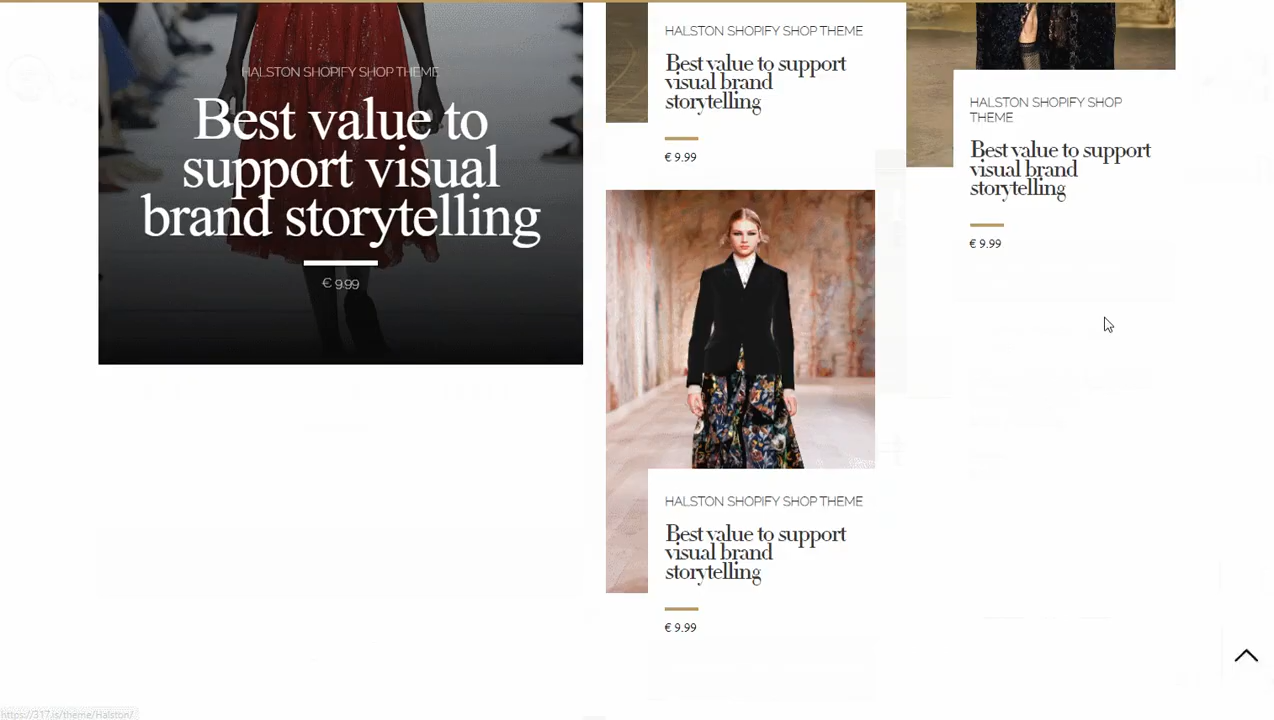 HALSTON SHOPIFY SHOP THEME
Best value to
support visual
brand storytelling
€ 9.99
HALSTON SHOPIFY SHOP THEME
Best value to support
visual brand
storytelling
€ 9.99
HALSTON SHOPIFY SHOP THEME
Best value to support
visual brand
storytelling
€ 9.99
HALSTON SHOPIFY SHOP
THEME
Best value to support
visual brand
storytelling
€ 9.99
https://317.is/theme/Halston/